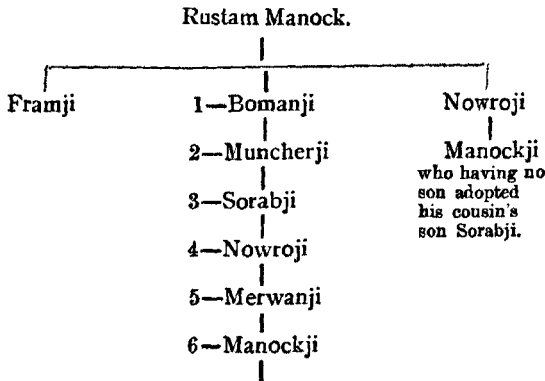 Rustam Manock.
Framji
1—Bomanji
Nowroji
2—Muncherji
Manockji
who having no
son adopted
his cousin's
son Sorabji.
3—Sorabji
4—Nowroji
5—Merwanji
6—Manockji